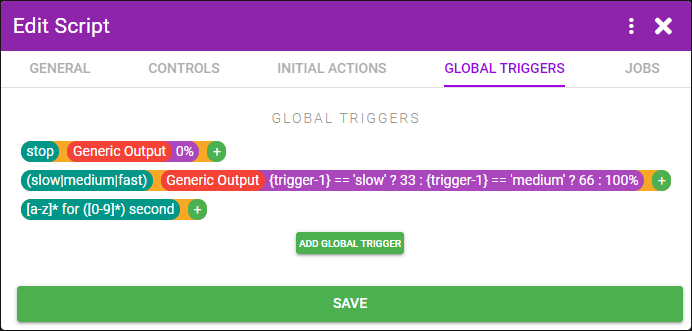 Edit Script
GENERAL CONTROLS INITIAL ACTIONS GLOBAL TRIGGERS JOBS
GLOBAL TRIGGERS
stop Generic Output 0% +
(slow|medium|fast) Generic Output {trigger-1} == 'slow' ? 33 : {trigger-1} == 'medium' ? 66 : 100% +
[a-z]* for ([0-9]*) second +
ADD GLOBAL TRIGGER
SAVE